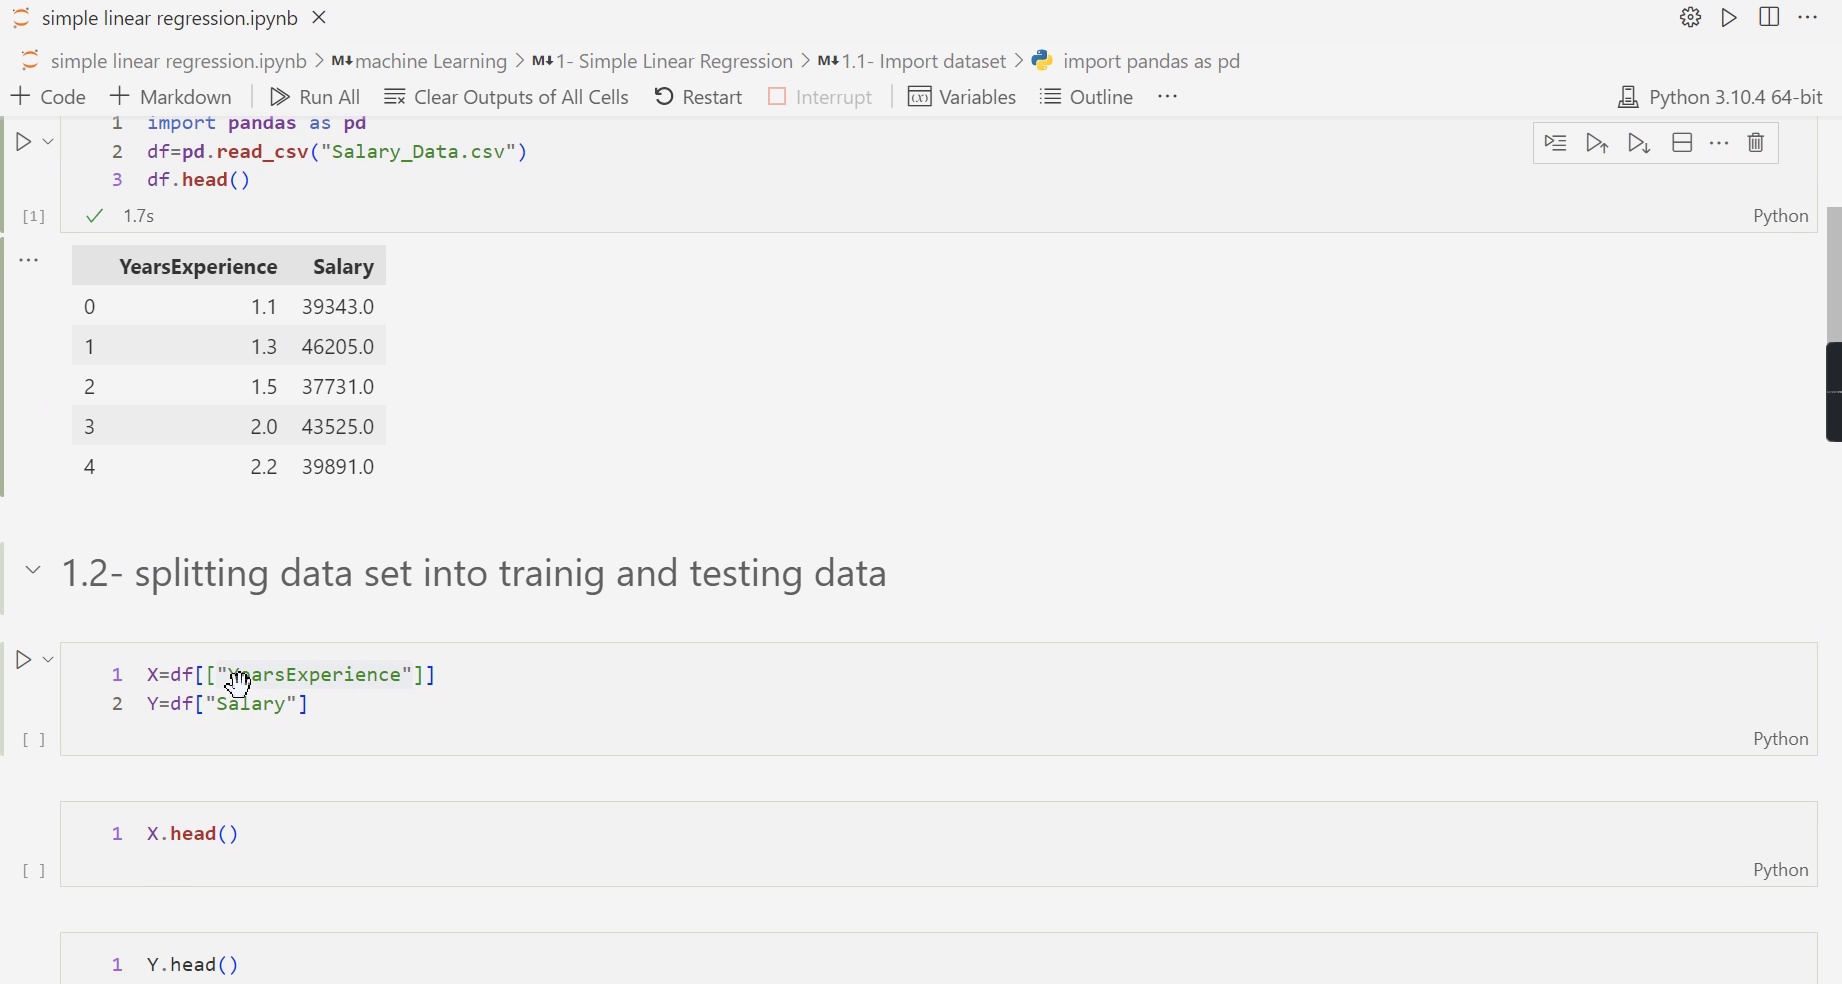 simple linear regression.ipynb
simple linear regression.ipynb > M↓ machine Learning > M↓ 1- Simple Linear Regression > M↓ 1.1- Import dataset > import pandas as pd
+ Code + Markdown Run All Clear Outputs of All Cells Restart Interrupt Variables Outline ... Python 3.10.4 64-bit
1 import pandas as pd
2 df=pd.read_csv("Salary_Data.csv")
3 df.head()
[1] 1.7s Python
YearsExperience Salary
0 1.1 39343.0
1 1.3 46205.0
2 1.5 37731.0
3 2.0 43525.0
4 2.2 39891.0
1.2- splitting data set into trainig and testing data
1 X=df[["YearsExperience"]]
2 Y=df["Salary"]
[ ] Python
1 X.head()
[ ] Python
1 Y.head()